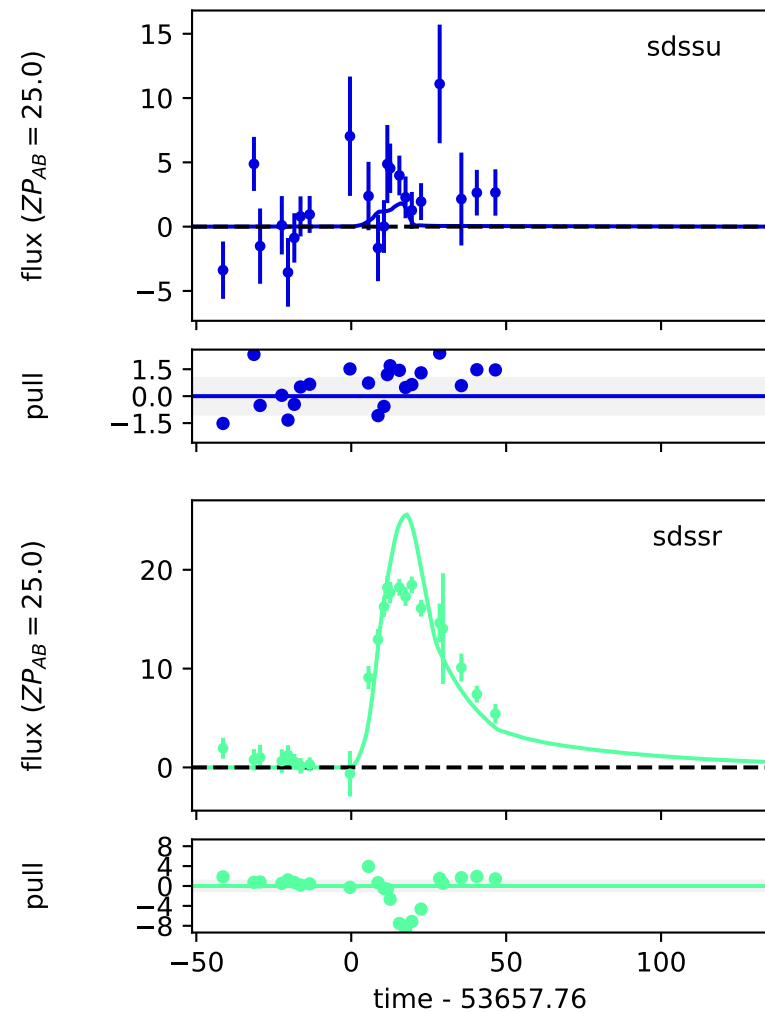 15
10
5
0
−5
flux (ZP_AB = 25.0)
sdssu
1.5
0.0
−1.5
pull
20
10
0
flux (ZP_AB = 25.0)
sdssr
8
4
0
−4
−8
pull
−50 0 50 100
time - 53657.76